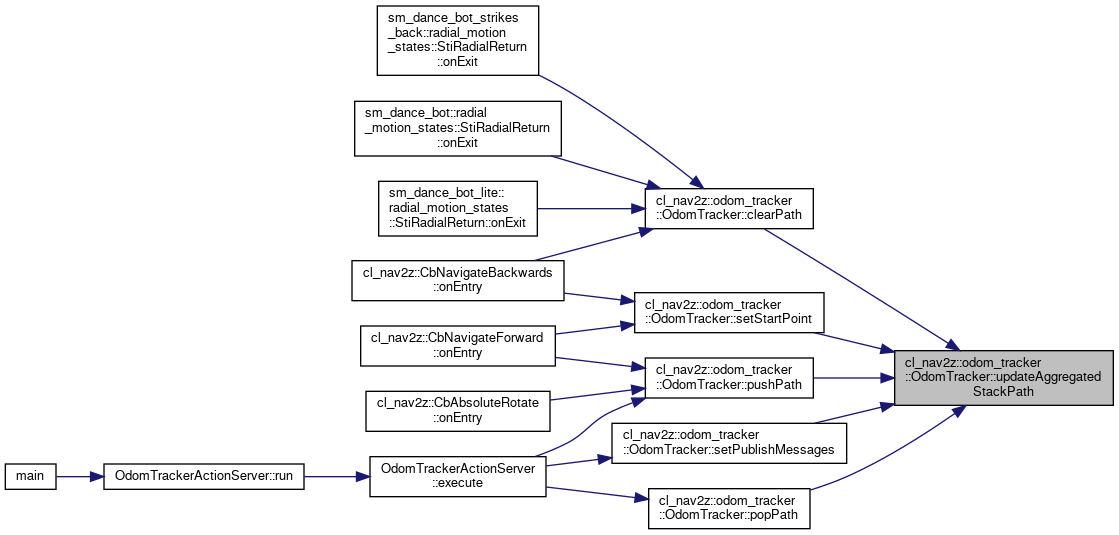 sm_dance_bot_strikes
_back::radial_motion
_states::StiRadialReturn
::onExit
sm_dance_bot::radial
_motion_states::StiRadialReturn
::onExit
sm_dance_bot_lite::
radial_motion_states
::StiRadialReturn::onExit
cl_nav2z::odom_tracker
::OdomTracker::clearPath
cl_nav2z::CbNavigateBackwards
::onEntry
cl_nav2z::odom_tracker
::OdomTracker::setStartPoint
cl_nav2z::CbNavigateForward
::onEntry
cl_nav2z::odom_tracker
::OdomTracker::pushPath
cl_nav2z::odom_tracker
::OdomTracker::updateAggregated
StackPath
cl_nav2z::CbAbsoluteRotate
::onEntry
cl_nav2z::odom_tracker
::OdomTracker::setPublishMessages
main
OdomTrackerActionServer::run
OdomTrackerActionServer
::execute
cl_nav2z::odom_tracker
::OdomTracker::popPath